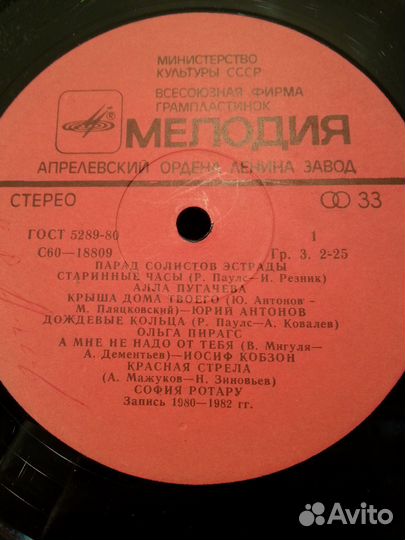 МИНИСТЕРСТВО
КУЛЬТУРЫ СССР
ВСЕСОЮЗНАЯ ФИРМА
ГРАМПЛАСТИНОК
МЕЛОДИЯ
АПРЕЛЕВСКИЙ ОРДЕНА ЛЕНИНА ЗАВОД
СТЕРЕО 33
ГОСТ 5289-80 1
С60—18809 Гр. 3. 2-25
ПАРАД СОЛИСТОВ ЭСТРАДЫ
СТАРИННЫЕ ЧАСЫ (Р. Паулс—И. Резник)
АЛЛА ПУГАЧЕВА
КРЫША ДОМА ТВОЕГО (Ю. Антонов -
М. Пляцковский)—ЮРИЙ АНТОНОВ
ДОЖДЕВЫЕ КОЛЬЦА (Р. Паулс—А. Ковалев)
ОЛЬГА ПИРАГС
А МНЕ НЕ НАДО ОТ ТЕБЯ (В. Мигуля—
А. Дементьев)—ИОСИФ КОБЗОН
КРАСНАЯ СТРЕЛА
(А. Мажуков—Н. Зиновьев)
СОФИЯ РОТАРУ
Запись 1980—1982 гг.
Avito